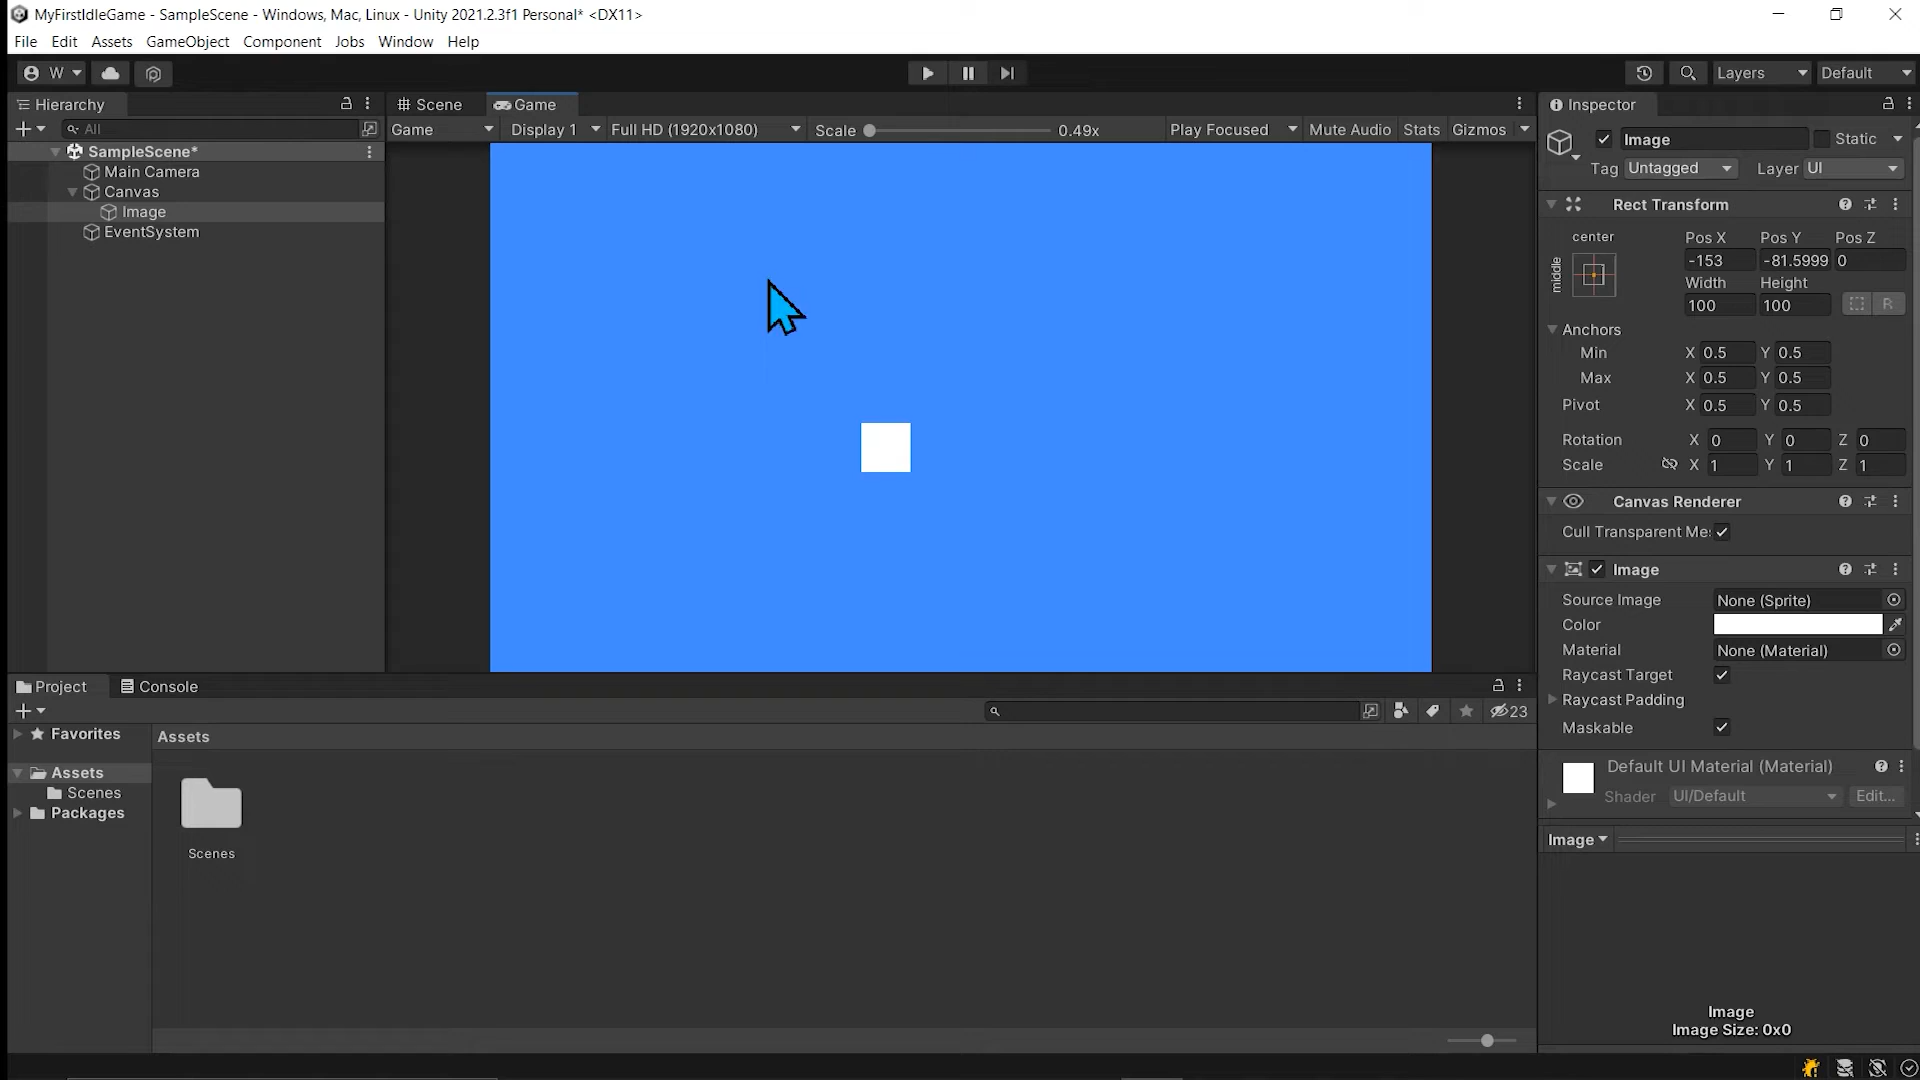 MyFirstIdleGame - SampleScene - Windows, Mac, Linux - Unity 2021.2.3f1 Personal* <DX11>
File Edit Assets GameObject Component Jobs Window Help
W Layers Default
Hierarchy
All
SampleScene*
Main Camera
Canvas
Image
EventSystem
Scene Game
Game Display 1 Full HD (1920x1080) Scale 0.49x Play Focused Mute Audio Stats Gizmos
Inspector
Image Static
Tag Untagged Layer UI
Rect Transform
center Pos X Pos Y Pos Z
middle -153 -81.5999 0
Width Height
100 100 R
Anchors
Min X 0.5 Y 0.5
Max X 0.5 Y 0.5
Pivot X 0.5 Y 0.5
Rotation X 0 Y 0 Z 0
Scale X 1 Y 1 Z 1
Canvas Renderer
Cull Transparent Me
Image
Source Image None (Sprite)
Color
Material None (Material)
Raycast Target
Raycast Padding
Maskable
Default UI Material (Material)
Shader UI/Default Edit...
Image
Image
Image Size: 0x0
Project Console
23
Favorites
Assets
Scenes
Packages
Assets
Scenes